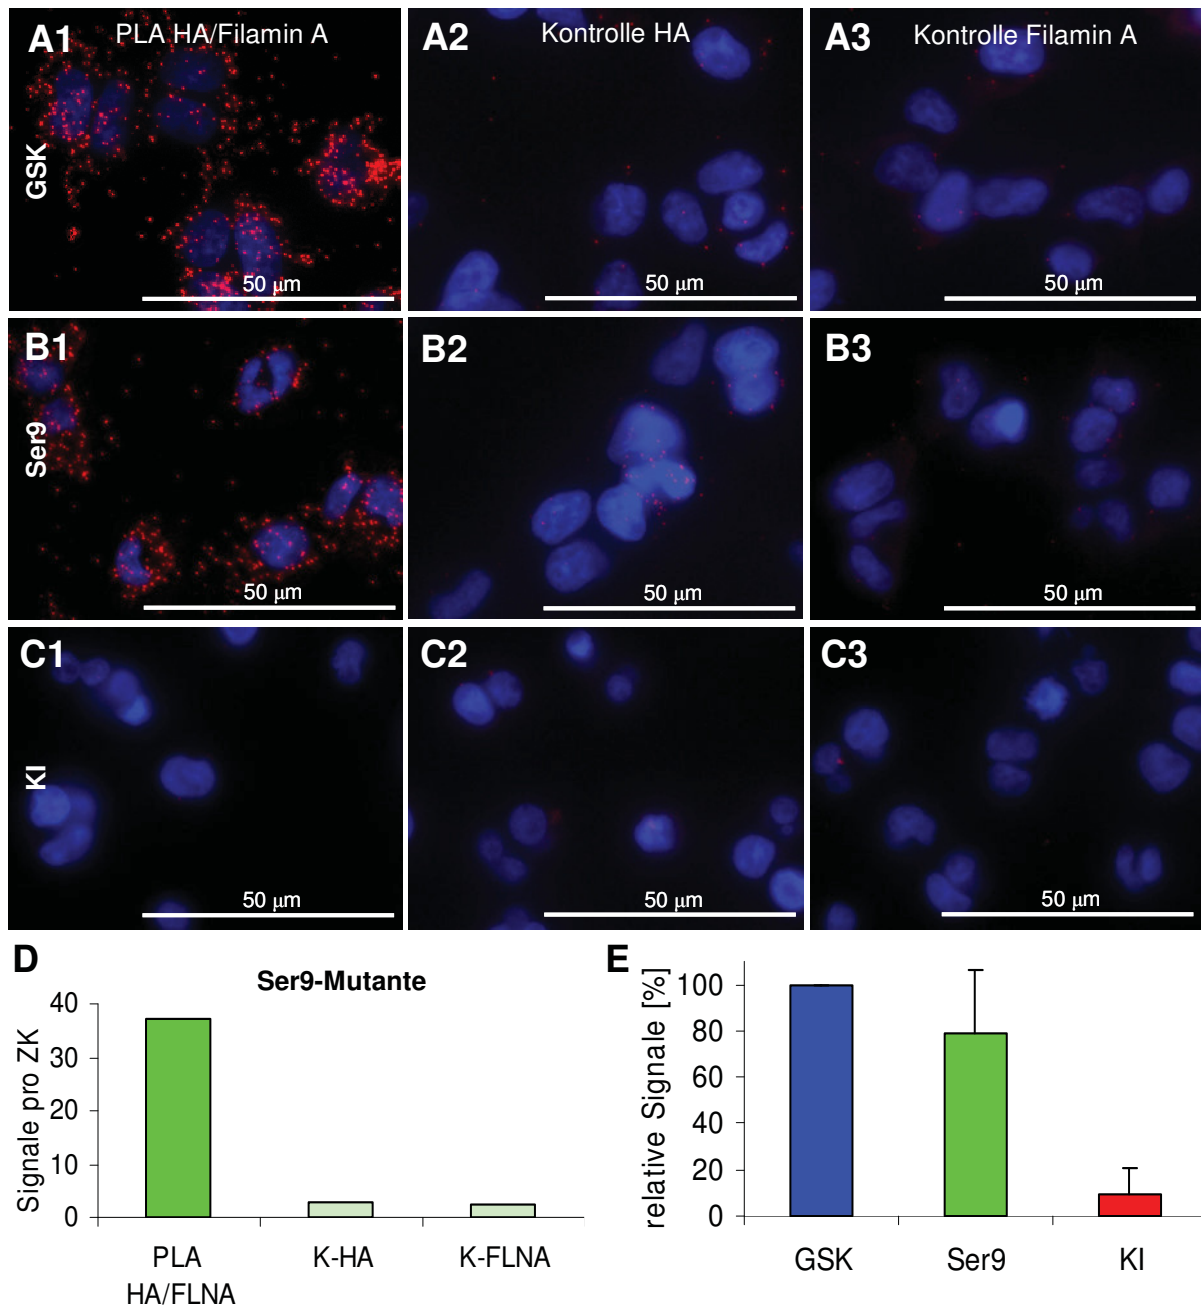 A1 PLA HA/Filamin A
A2 Kontrolle HA
A3 Kontrolle Filamin A
GSK
50 µm
50 µm
50 µm
B1
B2
B3
Ser9
50 µm
50 µm
50 µm
C1
C2
C3
KI
50 µm
50 µm
50 µm
D
Ser9-Mutante
Signale pro ZK
40
30
20
10
0
PLA HA/FLNA
K-HA
K-FLNA
E
relative Signale [%]
100
80
60
40
20
0
GSK
Ser9
KI